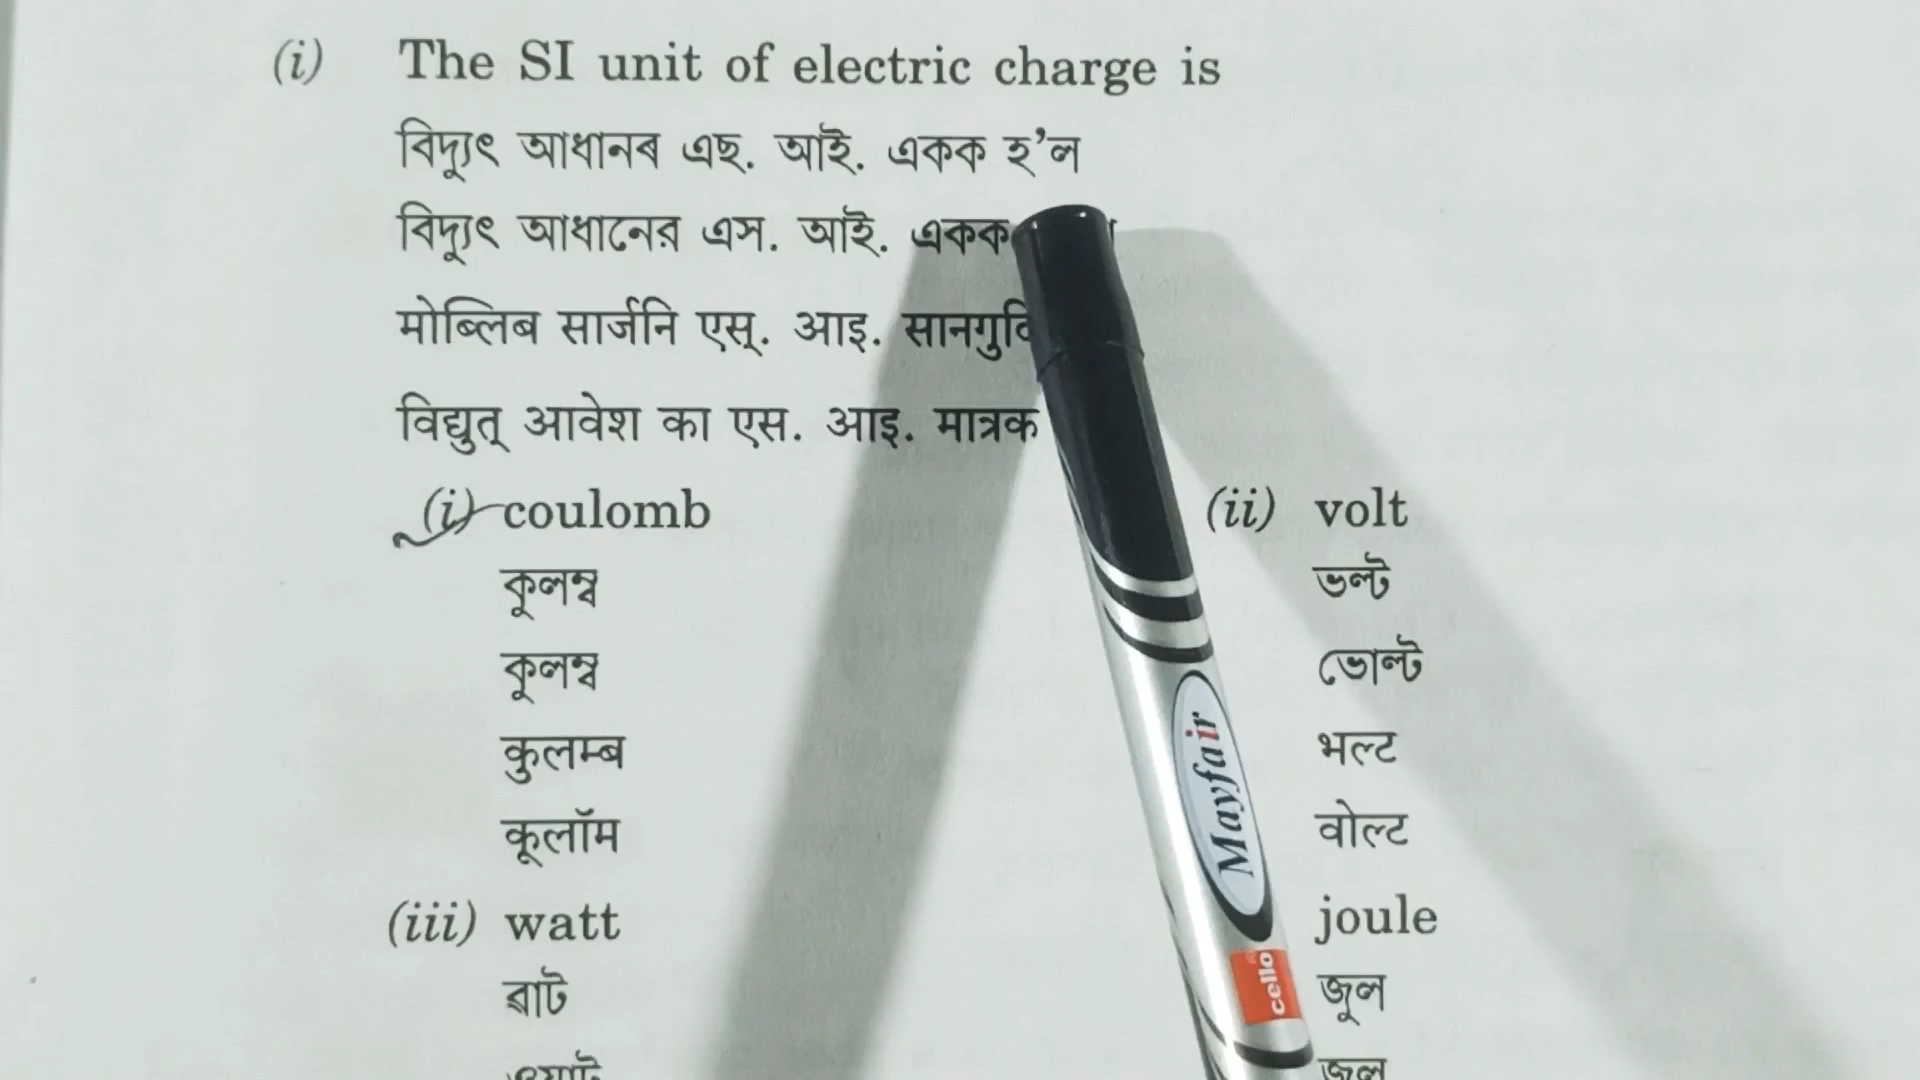 (i) The SI unit of electric charge is
বিদ্যুৎ আধানৰ এছ. আই. একক হ’ল
বিদ্যুৎ আধানের এস. আই. একক
मोब्लिब सार्जनि एस्. आइ.
विद्युत् आवेश का एस. आइ. मात्रक
(i) coulomb (ii) volt
কুলম্ব ভল্ট
কুলম্ব ভোল্ট
कुलम्ब भल्ट
कूलॉम वोल्ट
(iii) watt joule
ৱাট জুল
জুল
Mayfair
cello